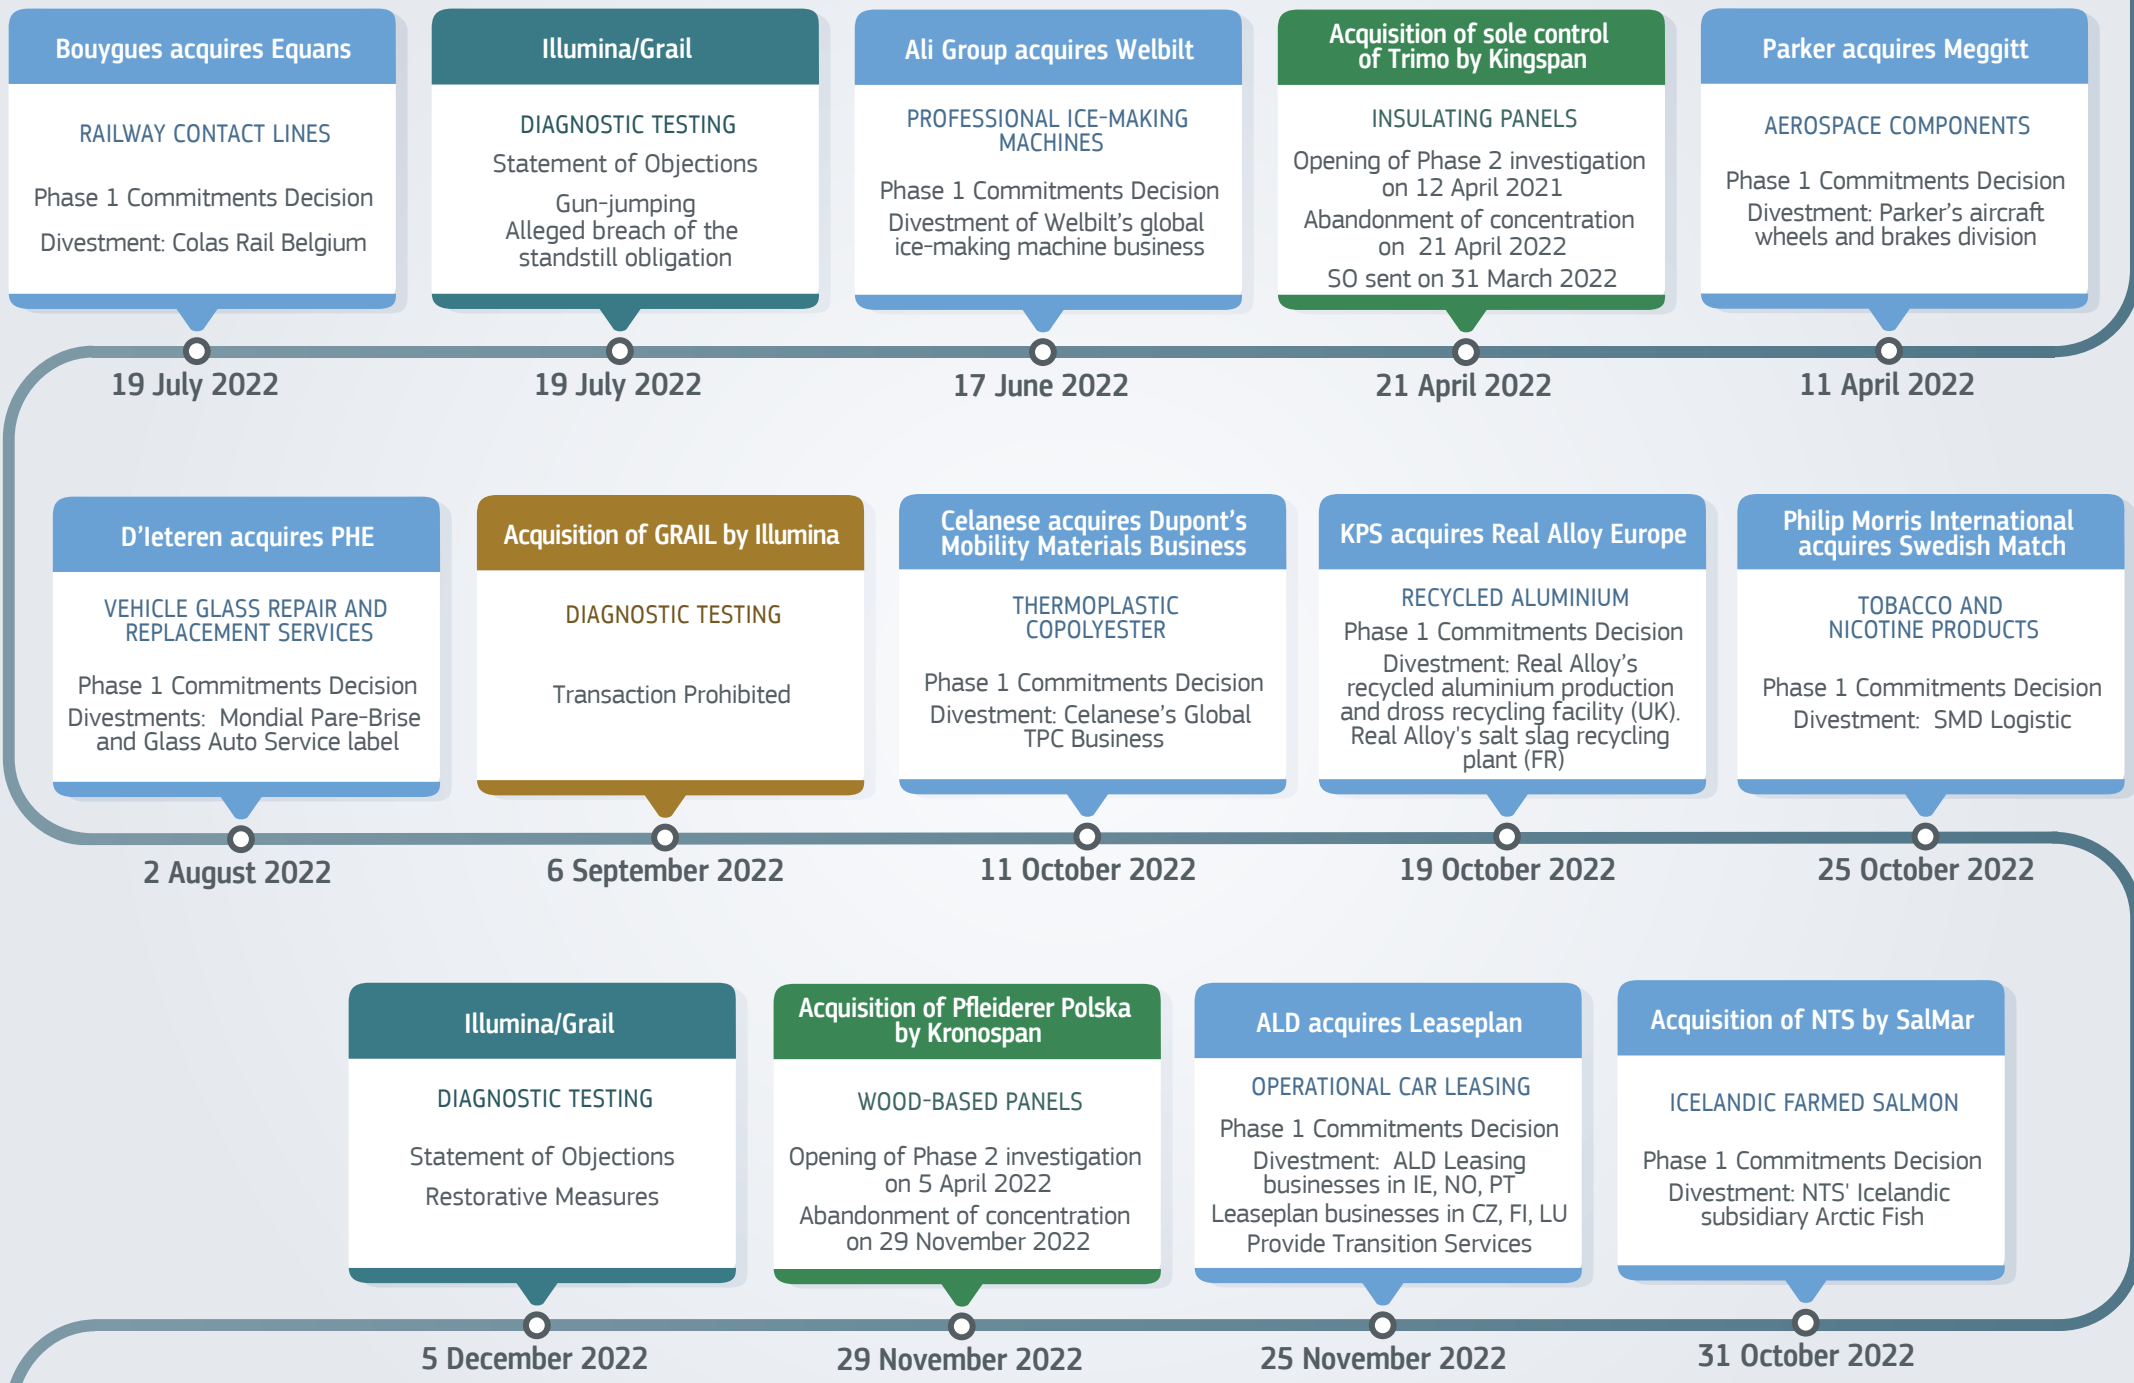 Bouygues acquires Equans
RAILWAY CONTACT LINES
Phase 1 Commitments Decision
Divestment: Colas Rail Belgium
19 July 2022
Illumina/Grail
DIAGNOSTIC TESTING
Statement of Objections
Gun-jumping
Alleged breach of the
standstill obligation
19 July 2022
Ali Group acquires Welbilt
PROFESSIONAL ICE-MAKING
MACHINES
Phase 1 Commitments Decision
Divestment of Welbilt's global
ice-making machine business
17 June 2022
Acquisition of sole control
of Trimo by Kingspan
INSULATING PANELS
Opening of Phase 2 investigation
on 12 April 2021
Abandonment of concentration
on 21 April 2022
SO sent on 31 March 2022
21 April 2022
Parker acquires Meggitt
AEROSPACE COMPONENTS
Phase 1 Commitments Decision
Divestment: Parker's aircraft
wheels and brakes division
11 April 2022
D'Ieteren acquires PHE
VEHICLE GLASS REPAIR AND
REPLACEMENT SERVICES
Phase 1 Commitments Decision
Divestments: Mondial Pare-Brise
and Glass Auto Service label
2 August 2022
Acquisition of GRAIL by Illumina
DIAGNOSTIC TESTING
Transaction Prohibited
6 September 2022
Celanese acquires Dupont's
Mobility Materials Business
THERMOPLASTIC
COPOLYESTER
Phase 1 Commitments Decision
Divestment: Celanese's Global
TPC Business
11 October 2022
KPS acquires Real Alloy Europe
RECYCLED ALUMINIUM
Phase 1 Commitments Decision
Divestment: Real Alloy's
recycled aluminium production
and dross recycling facility (UK).
Real Alloy's salt slag recycling
plant (FR)
19 October 2022
Philip Morris International
acquires Swedish Match
TOBACCO AND
NICOTINE PRODUCTS
Phase 1 Commitments Decision
Divestment: SMD Logistic
25 October 2022
Illumina/Grail
DIAGNOSTIC TESTING
Statement of Objections
Restorative Measures
5 December 2022
Acquisition of Pfleiderer Polska
by Kronospan
WOOD-BASED PANELS
Opening of Phase 2 investigation
on 5 April 2022
Abandonment of concentration
on 29 November 2022
29 November 2022
ALD acquires Leaseplan
OPERATIONAL CAR LEASING
Phase 1 Commitments Decision
Divestment: ALD Leasing
businesses in IE, NO, PT
Leaseplan businesses in CZ, FI, LU
Provide Transition Services
25 November 2022
Acquisition of NTS by SalMar
ICELANDIC FARMED SALMON
Phase 1 Commitments Decision
Divestment: NTS' Icelandic
subsidiary Arctic Fish
31 October 2022